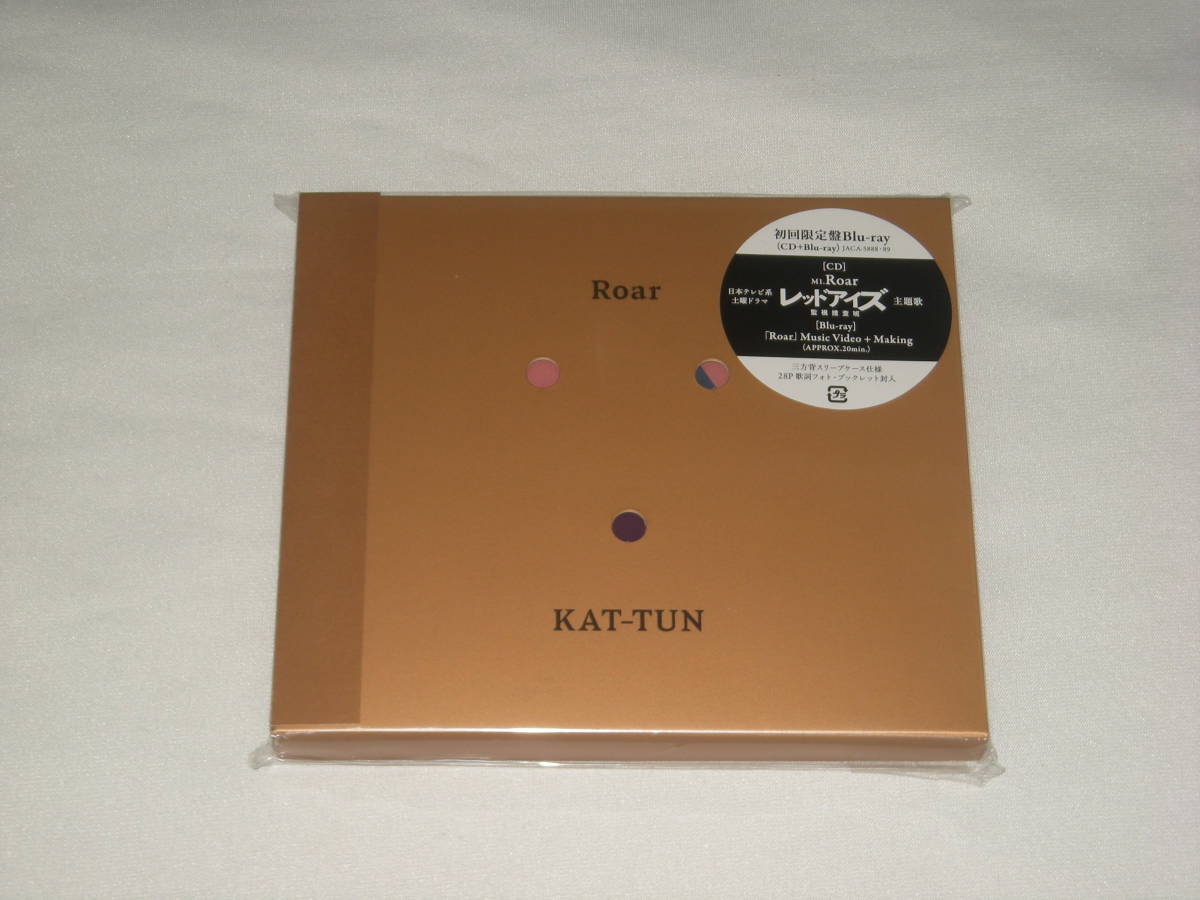 Roar
KAT-TUN
初回限定盤Blu-ray
(CD+Blu-ray) JACA-5888・89
[CD]
M1.Roar
日本テレビ系
土曜ドラマ
レッドアイズ
監視捜査班
主題歌
[Blu-ray]
「Roar」Music Video + Making
(APPROX.20min.)
三方背スリーブケース仕様
28P 歌詞フォト・ブックレット封入
プラ